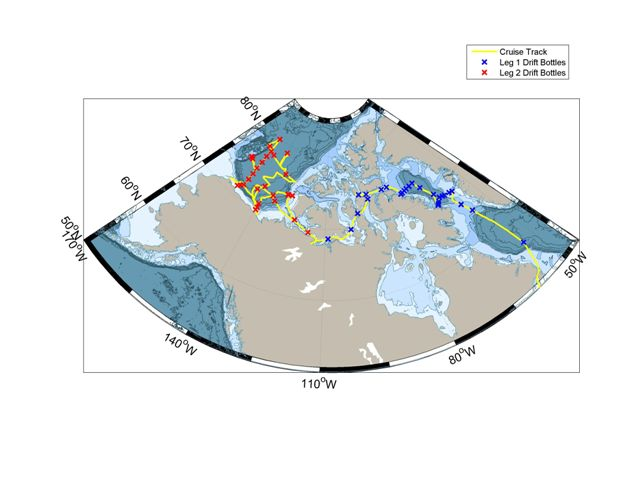 Cruise Track
Leg 1 Drift Bottles
Leg 2 Drift Bottles
80°N
70°N
60°N
50°N
170°W
140°W
110°W
80°W
50°W